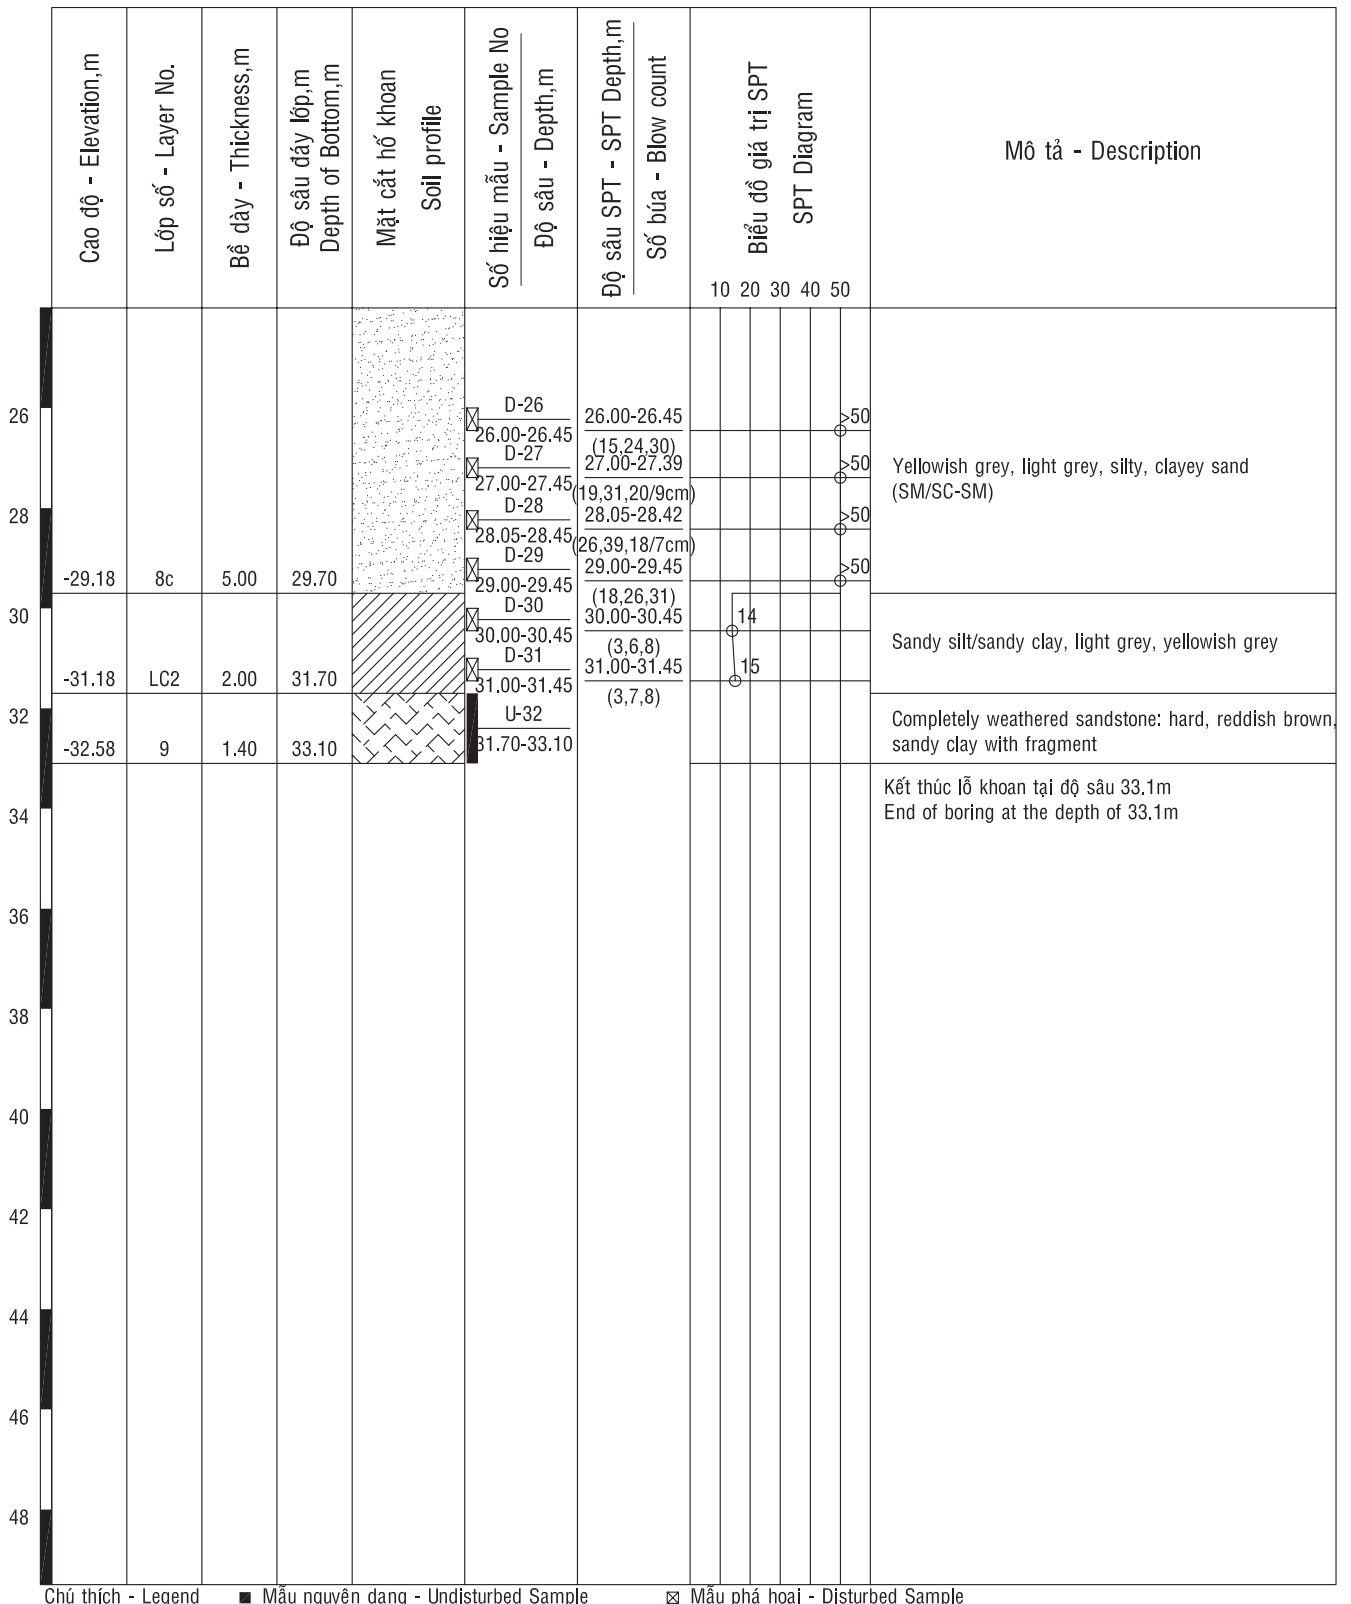 Cao độ - Elevation,m
Lớp số - Layer No.
Bề dày - Thickness,m
Độ sâu đáy lớp,m
Depth of Bottom,m
Mặt cắt hố khoan
Soil profile
Số hiệu mẫu - Sample No
Độ sâu - Depth,m
Độ sâu SPT - SPT Depth,m
Số búa - Blow count
Biểu đồ giá trị SPT
SPT Diagram
10 20 30 40 50
Mô tả - Description
26
D-26
26.00-26.45
26.00-26.45
(15,24,30)
>50
D-27
27.00-27.45
27.00-27.39
(19,31,20/9cm)
>50
Yellowish grey, light grey, silty, clayey sand
(SM/SC-SM)
28
D-28
28.05-28.45
28.05-28.42
(26,39,18/7cm)
>50
D-29
29.00-29.45
29.00-29.45
(18,26,31)
>50
-29.18 8c 5.00 29.70
30
D-30
30.00-30.45
30.00-30.45
(3,6,8)
14
Sandy silt/sandy clay, light grey, yellowish grey
D-31
31.00-31.45
31.00-31.45
(3,7,8)
15
-31.18 LC2 2.00 31.70
32
U-32
31.70-33.10
Completely weathered sandstone: hard, reddish brown,
sandy clay with fragment
-32.58 9 1.40 33.10
Kết thúc lỗ khoan tại độ sâu 33.1m
End of boring at the depth of 33.1m
34
36
38
40
42
44
46
48
Chú thích - Legend Mẫu nguyên dạng - Undisturbed Sample Mẫu phá hoại - Disturbed Sample